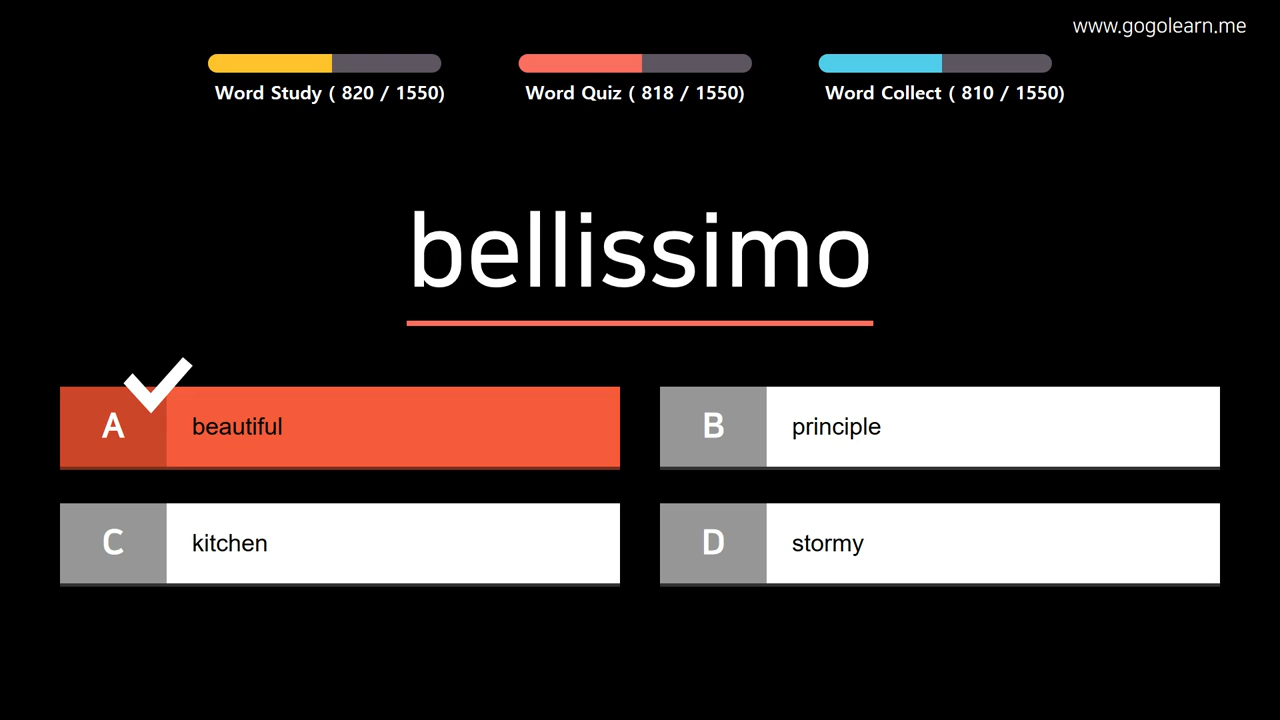 www.gogolearn.me
Word Study ( 820 / 1550)
Word Quiz ( 818 / 1550)
Word Collect ( 810 / 1550)
bellissimo
A
beautiful
B
principle
C
kitchen
D
stormy